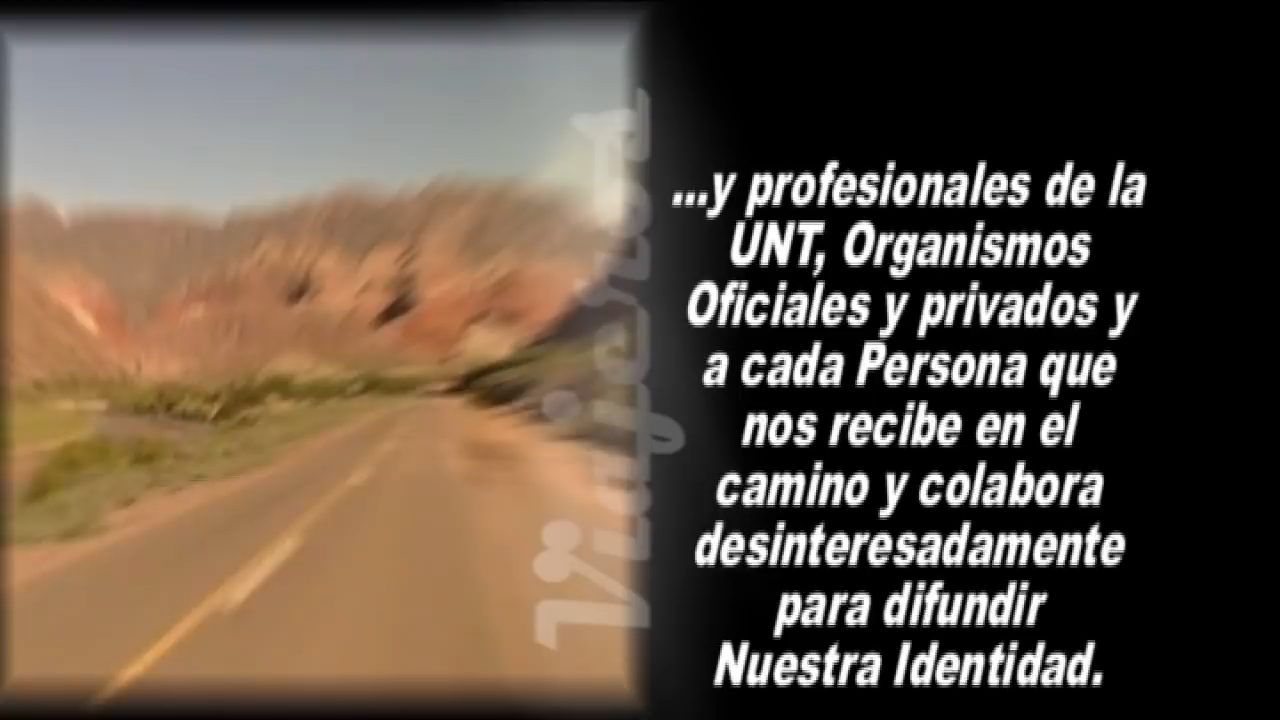 ...y profesionales de la
UNT, Organismos
Oficiales y privados y
a cada Persona que
nos recibe en el
camino y colabora
desinteresadamente
para difundir
Nuestra Identidad.